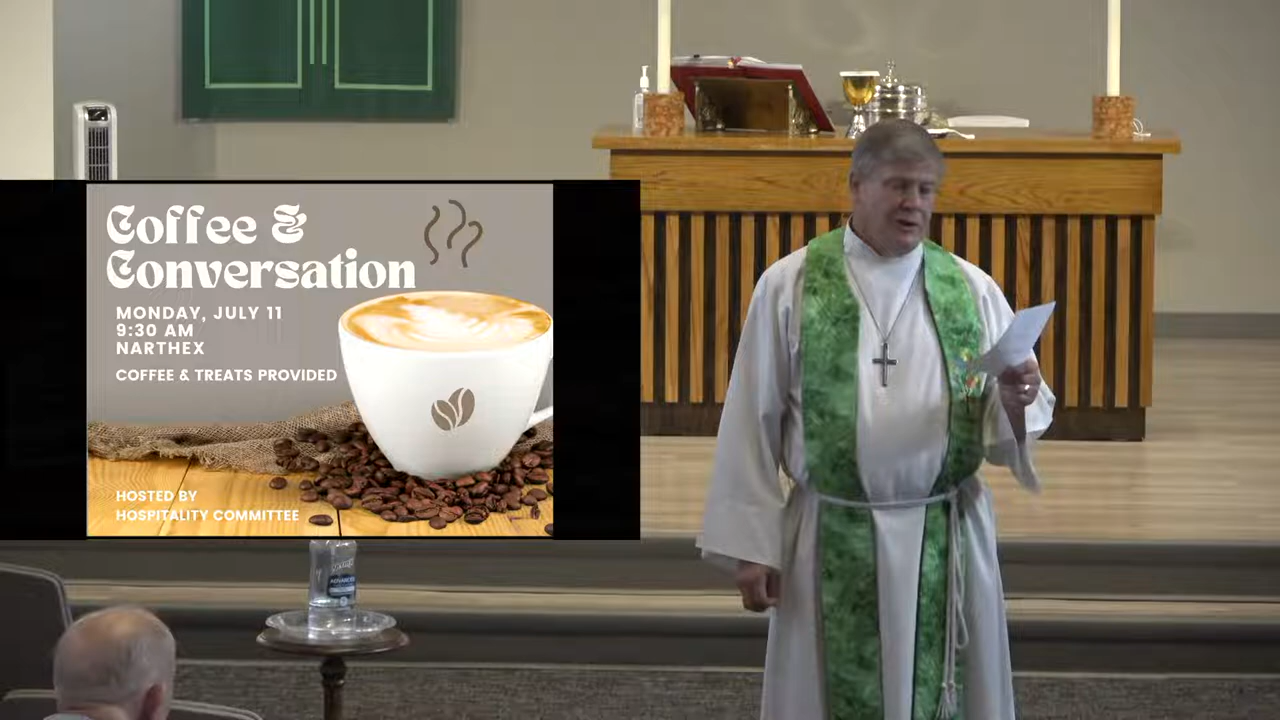 Coffee &
Conversation
MONDAY, JULY 11
9:30 AM
NARTHEX
COFFEE & TREATS PROVIDED
HOSTED BY
HOSPITALITY COMMITTEE